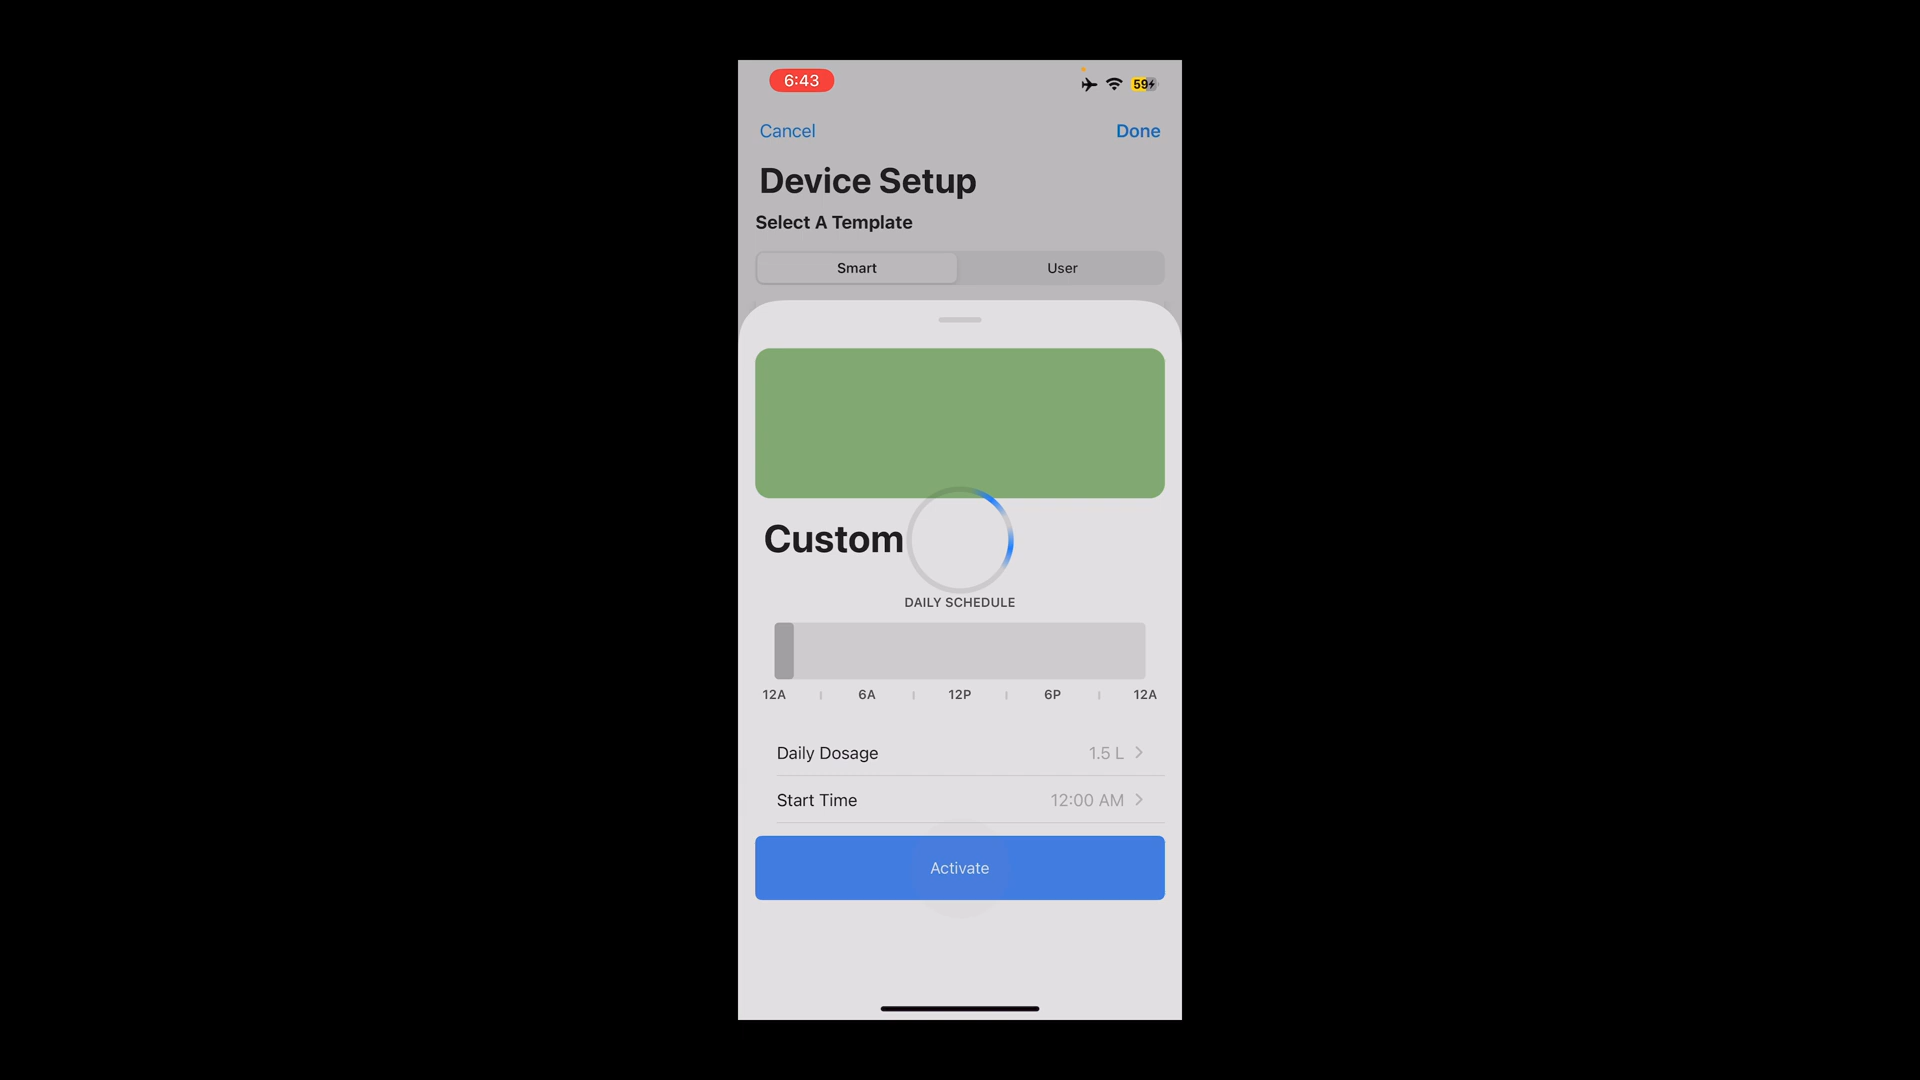 6:43
59
Cancel
Done
Device Setup
Select A Template
Smart
User
Custom
DAILY SCHEDULE
12A 6A 12P 6P 12A
Daily Dosage 1.5 L
Start Time 12:00 AM
Activate